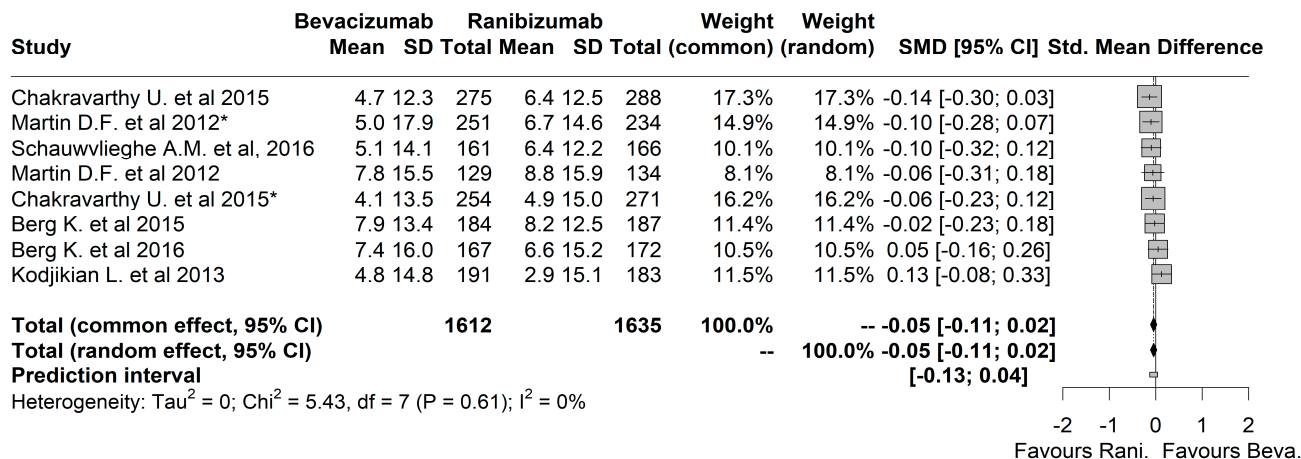 Bevacizumab Ranibizumab Weight Weight
Study Mean SD Total Mean SD Total (common) (random) SMD [95% CI] Std. Mean Difference
Chakravarthy U. et al 2015 4.7 12.3 275 6.4 12.5 288 17.3% 17.3% -0.14 [-0.30; 0.03]
Martin D.F. et al 2012* 5.0 17.9 251 6.7 14.6 234 14.9% 14.9% -0.10 [-0.28; 0.07]
Schauwvlieghe A.M. et al, 2016 5.1 14.1 161 6.4 12.2 166 10.1% 10.1% -0.10 [-0.32; 0.12]
Martin D.F. et al 2012 7.8 15.5 129 8.8 15.9 134 8.1% 8.1% -0.06 [-0.31; 0.18]
Chakravarthy U. et al 2015* 4.1 13.5 254 4.9 15.0 271 16.2% 16.2% -0.06 [-0.23; 0.12]
Berg K. et al 2015 7.9 13.4 184 8.2 12.5 187 11.4% 11.4% -0.02 [-0.23; 0.18]
Berg K. et al 2016 7.4 16.0 167 6.6 15.2 172 10.5% 10.5% 0.05 [-0.16; 0.26]
Kodjikian L. et al 2013 4.8 14.8 191 2.9 15.1 183 11.5% 11.5% 0.13 [-0.08; 0.33]
Total (common effect, 95% CI) 1612 1635 100.0% -- -0.05 [-0.11; 0.02]
Total (random effect, 95% CI) -- 100.0% -0.05 [-0.11; 0.02]
Prediction interval [-0.13; 0.04]
Heterogeneity: Tau² = 0; Chi² = 5.43, df = 7 (P = 0.61); I² = 0%
-2 -1 0 1 2
Favours Rani. Favours Beva.